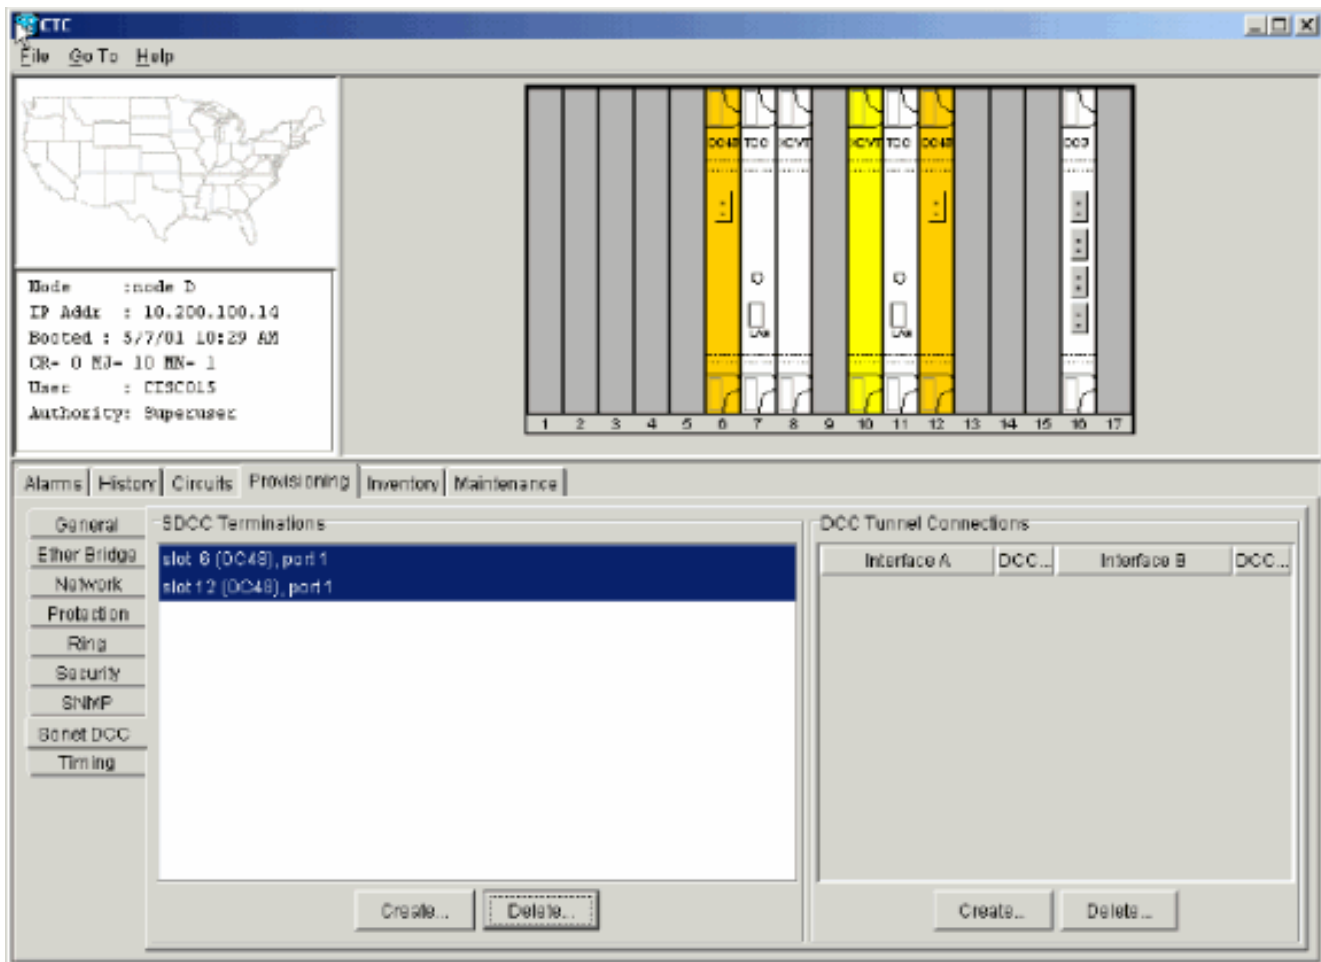 CTC
File Go To Help
OC48 TCC XCVT XCVT TCC OC48 OC3
LAN LAN
1 2 3 4 5 6 7 8 9 10 11 12 13 14 15 16 17
Node :node D
IP Addr : 10.200.100.14
Booted : 5/7/01 10:29 AM
CR- 0 MJ- 10 MN- 1
User : CISCO15
Authority: Superuser
Alarms History Circuits Provisioning Inventory Maintenance
General
Ether Bridge
Network
Protection
Ring
Security
SNMP
Sonet DCC
Timing
SDCC Terminations
slot 6 (OC48), port 1
slot 12 (OC48), port 1
Create... Delete...
DCC Tunnel Connections
Interface A DCC... Interface B DCC...
Create... Delete...